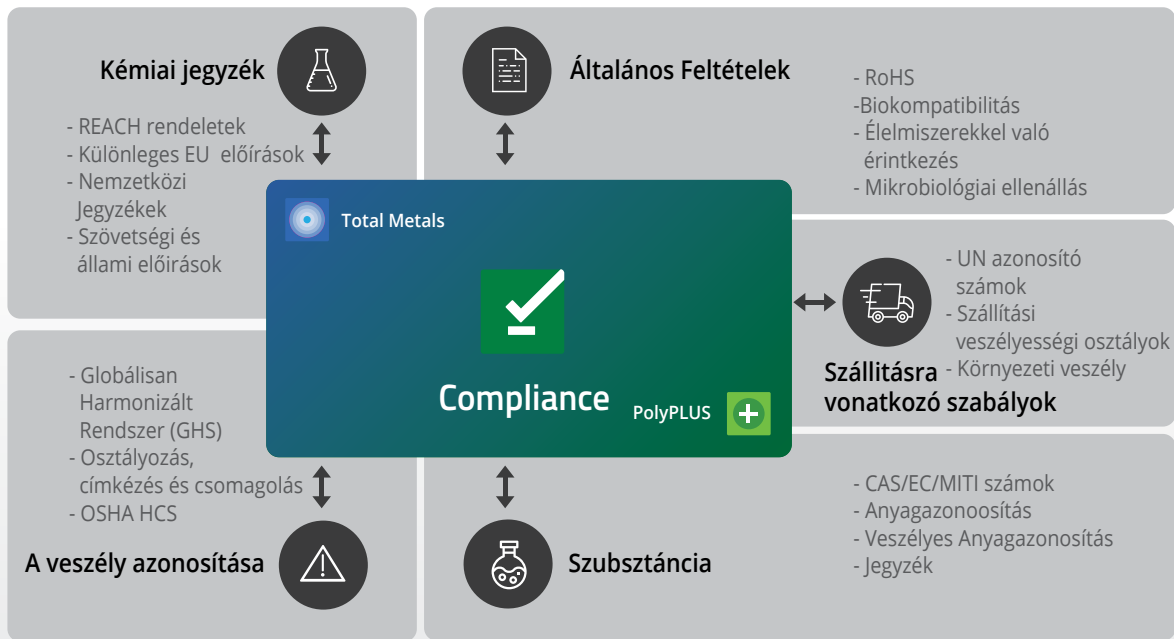 Kémiai jegyzék
- REACH rendeletek
- Különleges EU előírások
- Nemzetközi
Jegyzékek
- Szövetségi és
állami előirások
Általános Feltételek
- RoHS
-Biokompatibilitás
- Élelmiszerekkel való
érintkezés
- Mikrobiológiai ellenállás
Total Metals
Compliance
PolyPLUS
- UN azonosító
számok
- Szállítási
veszélyességi osztályok
- Környezeti veszély
Szállitásra
vonatkozó szabályok
- Globálisan
Harmonizált
Rendszer (GHS)
- Osztályozás,
címkézés és csomagolás
- OSHA HCS
A veszély azonosítása
Szubsztáncia
- CAS/EC/MITI számok
- Anyagazonoosítás
- Veszélyes Anyagazonosítás
- Jegyzék